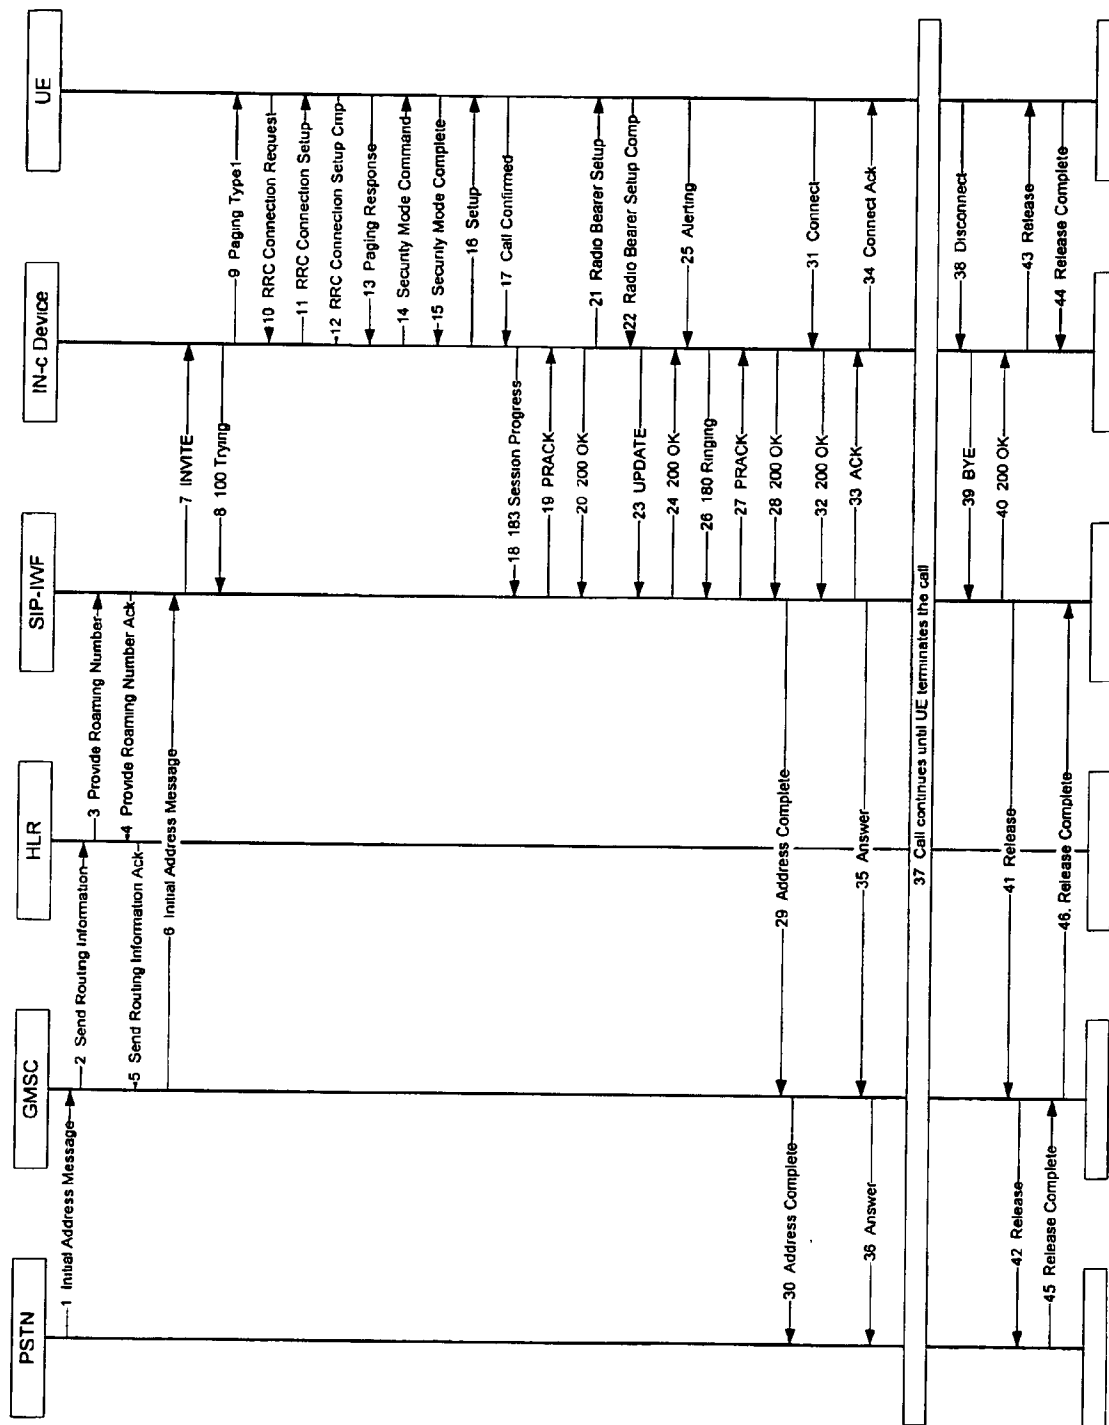 PSTN
GMSC
HLR
SIP-IWF
IN-c Device
UE
1 Initial Address Message
2 Send Routing Information
3 Provide Roaming Number
4 Provide Roaming Number Ack
5 Send Routing Information Ack
6 Initial Address Message
7 INVITE
8 100 Trying
9 Paging Type1
10 RRC Connection Request
11 RRC Connection Setup
12 RRC Connection Setup Cmp
13 Paging Response
14 Security Mode Command
15 Security Mode Complete
16 Setup
17 Call Confirmed
18 183 Session Progress
19 PRACK
20 200 OK
21 Radio Bearer Setup
22 Radio Bearer Setup Comp
23 UPDATE
24 200 OK
25 Alerting
26 180 Ringing
27 PRACK
28 200 OK
29 Address Complete
30 Address Complete
31 Connect
32 200 OK
33 ACK
34 Connect Ack
35 Answer
36 Answer
37 Call continues until UE terminates the call
38 Disconnect
39 BYE
40 200 OK
41 Release
42 Release
43 Release
44 Release Complete
45 Release Complete
46. Release Complete